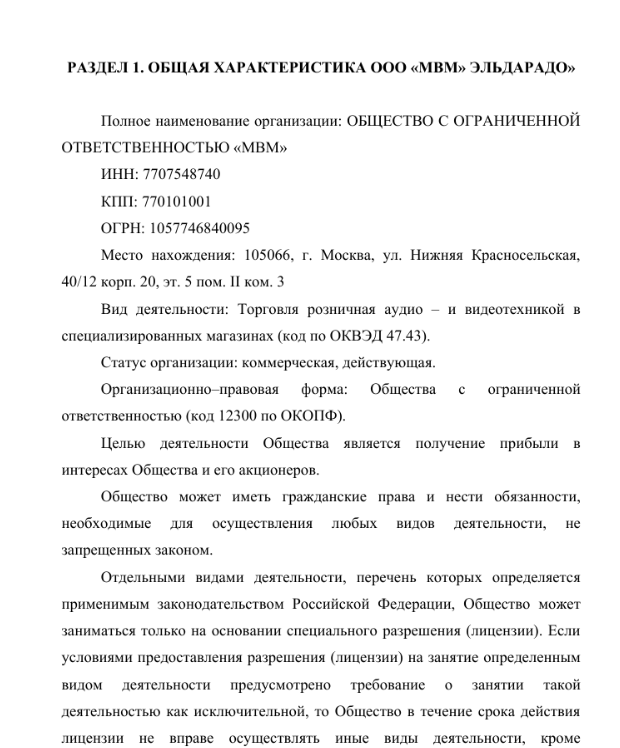 РАЗДЕЛ 1. ОБЩАЯ ХАРАКТЕРИСТИКА ООО «МВМ» ЭЛЬДАРАДО»
Полное наименование организации: ОБЩЕСТВО С ОГРАНИЧЕННОЙ
ОТВЕТСТВЕННОСТЬЮ «МВМ»
ИНН: 7707548740
КПП: 770101001
ОГРН: 1057746840095
Место нахождения: 105066, г. Москва, ул. Нижняя Красносельская,
40/12 корп. 20, эт. 5 пом. II ком. 3
Вид деятельности: Торговля розничная аудио – и видеотехникой в
специализированных магазинах (код по ОКВЭД 47.43).
Статус организации: коммерческая, действующая.
Организационно–правовая форма: Общества с ограниченной
ответственностью (код 12300 по ОКОПФ).
Целью деятельности Общества является получение прибыли в
интересах Общества и его акционеров.
Общество может иметь гражданские права и нести обязанности,
необходимые для осуществления любых видов деятельности, не
запрещенных законом.
Отдельными видами деятельности, перечень которых определяется
применимым законодательством Российской Федерации, Общество может
заниматься только на основании специального разрешения (лицензии). Если
условиями предоставления разрешения (лицензии) на занятие определенным
видом деятельности предусмотрено требование о занятии такой
деятельностью как исключительной, то Общество в течение срока действия
лицензии не вправе осуществлять иные виды деятельности, кроме